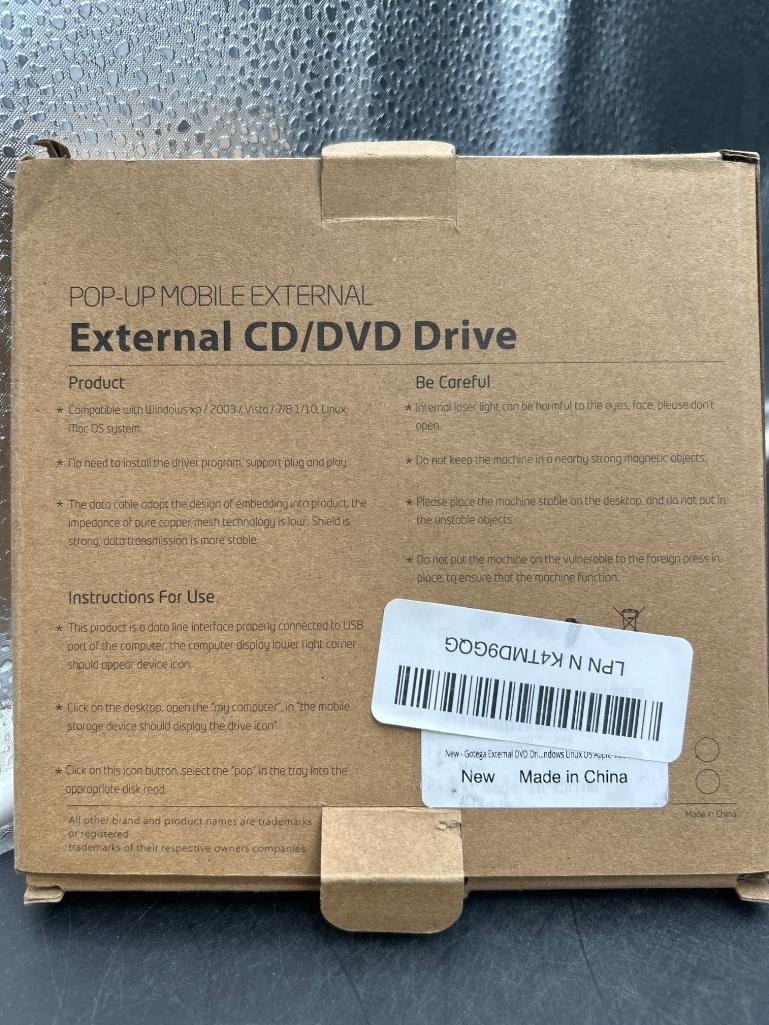 POP-UP MOBILE EXTERNAL
External CD/DVD Drive
Product
* Compatible with Windows xp / 2003 / Vista / 7/8.1/10, Linux,
Mac OS system.
* No need to install the driver program, support plug and play.
* The data cable adopt the design of embedding into product, the
impedance of pure copper mesh technology is low. Shield is
strong, data transmission is more stable.
Instructions For Use
* This product is a data line interface properly connected to USB
port of the computer, the computer display lower right corner
should appear device icon.
* Click on the desktop, open the "my computer", in "the mobile
storage device should display the drive icon".
* Click on this icon button, select the "pop" in the tray into the
appropriate disk read.
All other brand and product names are trademarks
or registered
trademarks of their respective owners companies.
Be Careful
* Internal laser light can be harmful to the eyes, face, please don't
open.
* Do not keep the machine in a nearby strong magnetic objects.
* Please place the machine stable on the desktop, and do not put in
the unstable objects.
* Do not put the machine on the vulnerable to the foreign press in
place, to ensure that the machine function.
LPN N K4TMD9GQG
New - Gotega External DVD Dri...ndows Linux OS Apple
New Made in China
Made in China